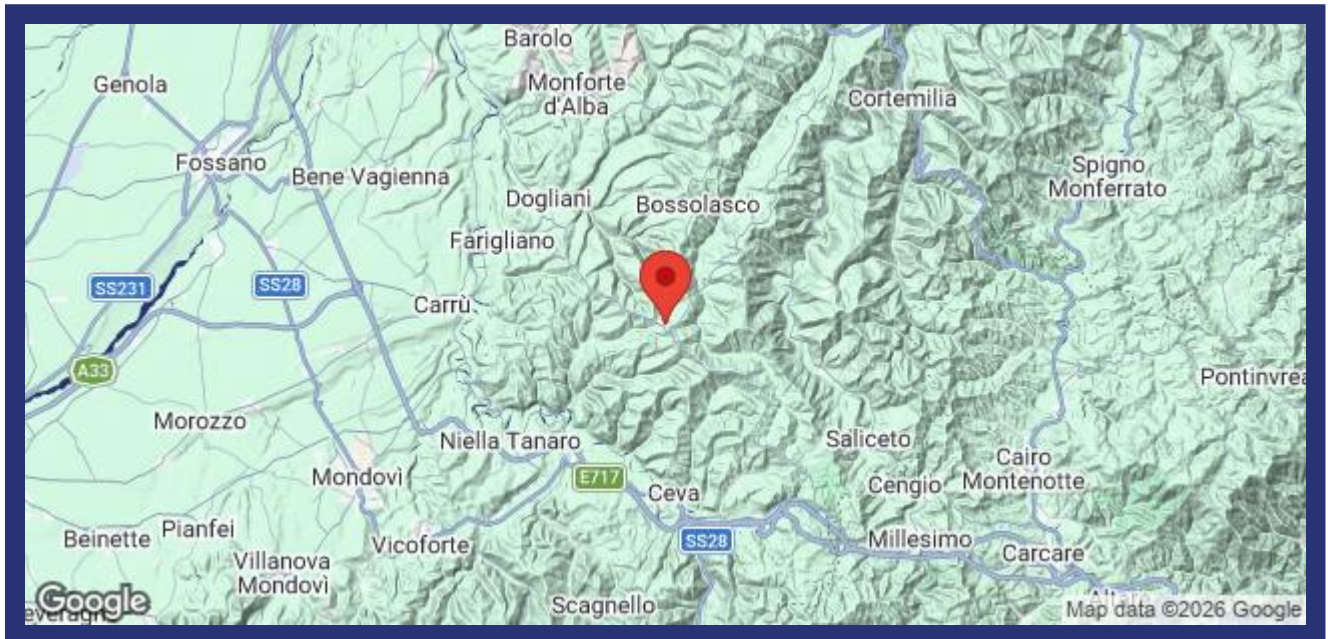 Barolo
Genola
Monforte
d'Alba
Cortemilia
Fossano
Bene Vagienna
Spigno
Monferrato
Dogliani
Bossolasco
Farigliano
SS231
SS28
Carrù
A33
Pontinvrea
Morozzo
Niella Tanaro
Saliceto
Mondovì
E717
Cairo
Montenotte
Ceva
Cengio
Beinette
Pianfei
Vicoforte
SS28
Millesimo
Carcare
Villanova
Mondovì
Google
Scagnello
Map data ©2026 Google